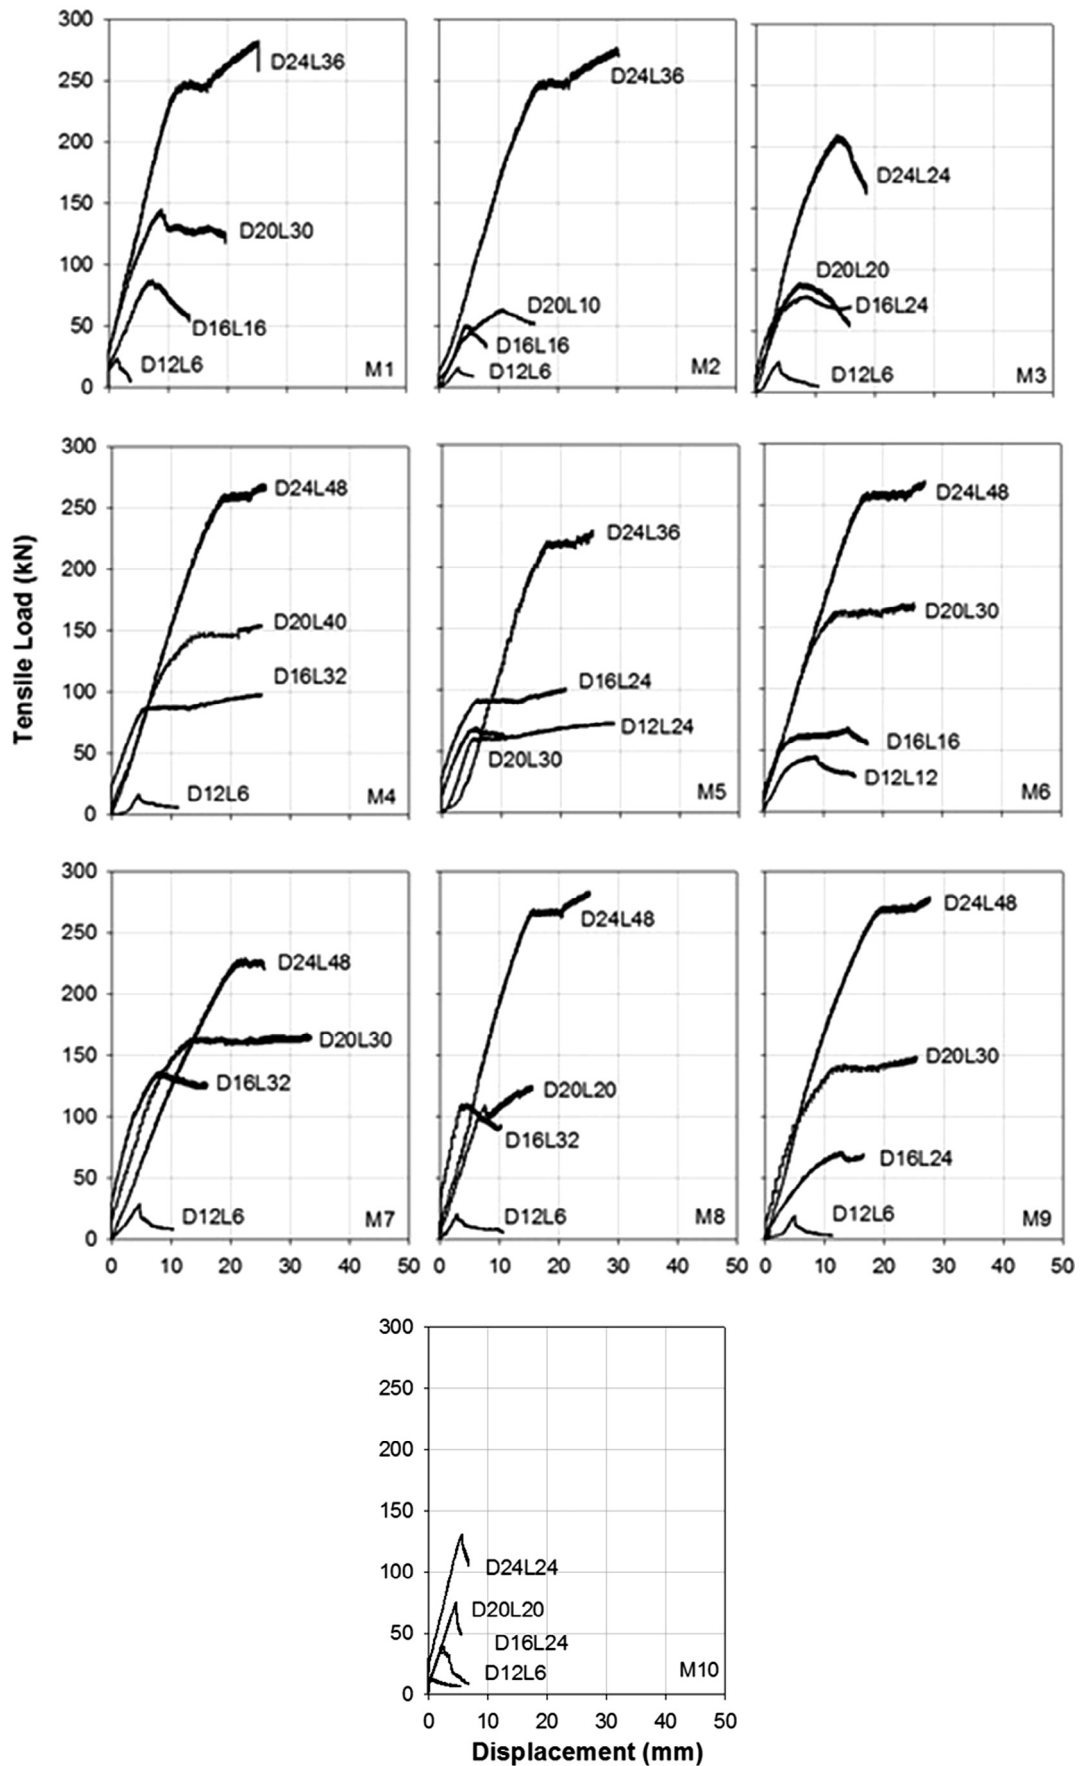 300
250
200
150
100
50
0
D24L36
D20L30
D16L16
D12L6
M1
D24L36
D20L10
D16L16
D12L6
M2
D24L24
D20L20
D16L24
D12L6
M3
Tensile Load (kN)
300
250
200
150
100
50
0
D24L48
D20L40
D16L32
D12L6
M4
D24L36
D16L24
D12L24
D20L30
M5
D24L48
D20L30
D16L16
D12L12
M6
300
250
200
150
100
50
0
D24L48
D20L30
D16L32
D12L6
M7
0 10 20 30 40 50
D24L48
D20L20
D16L32
D12L6
M8
0 10 20 30 40 50
D24L48
D20L30
D16L24
D12L6
M9
0 10 20 30 40 50
300
250
200
150
100
50
0
D24L24
D20L20
D16L24
D12L6
M10
0 10 20 30 40 50
Displacement (mm)